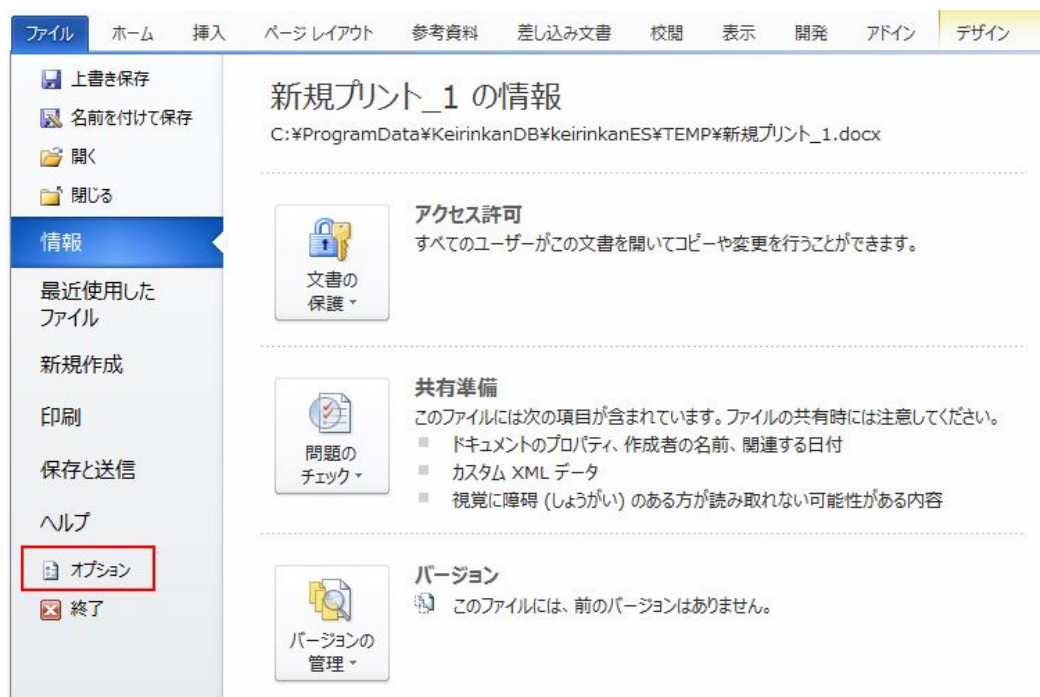 ファイル ホーム 挿入 ページ レイアウト 参考資料 差し込み文書 校閲 表示 開発 アドイン デザイン
上書き保存
名前を付けて保存
開く
閉じる
情報
最近使用した
ファイル
新規作成
印刷
保存と送信
ヘルプ
オプション
終了
新規プリント_1 の情報
C:¥ProgramData¥KeirinkanDB¥keirinkanES¥TEMP¥新規プリント_1.docx
文書の
保護
アクセス許可
すべてのユーザーがこの文書を開いてコピーや変更を行うことができます。
問題の
チェック
共有準備
このファイルには次の項目が含まれています。ファイルの共有時には注意してください。
ドキュメントのプロパティ、作成者の名前、関連する日付
カスタム XML データ
視覚に障碍 (しょうがい) のある方が読み取れない可能性がある内容
バージョンの
管理
バージョン
このファイルには、前のバージョンはありません。